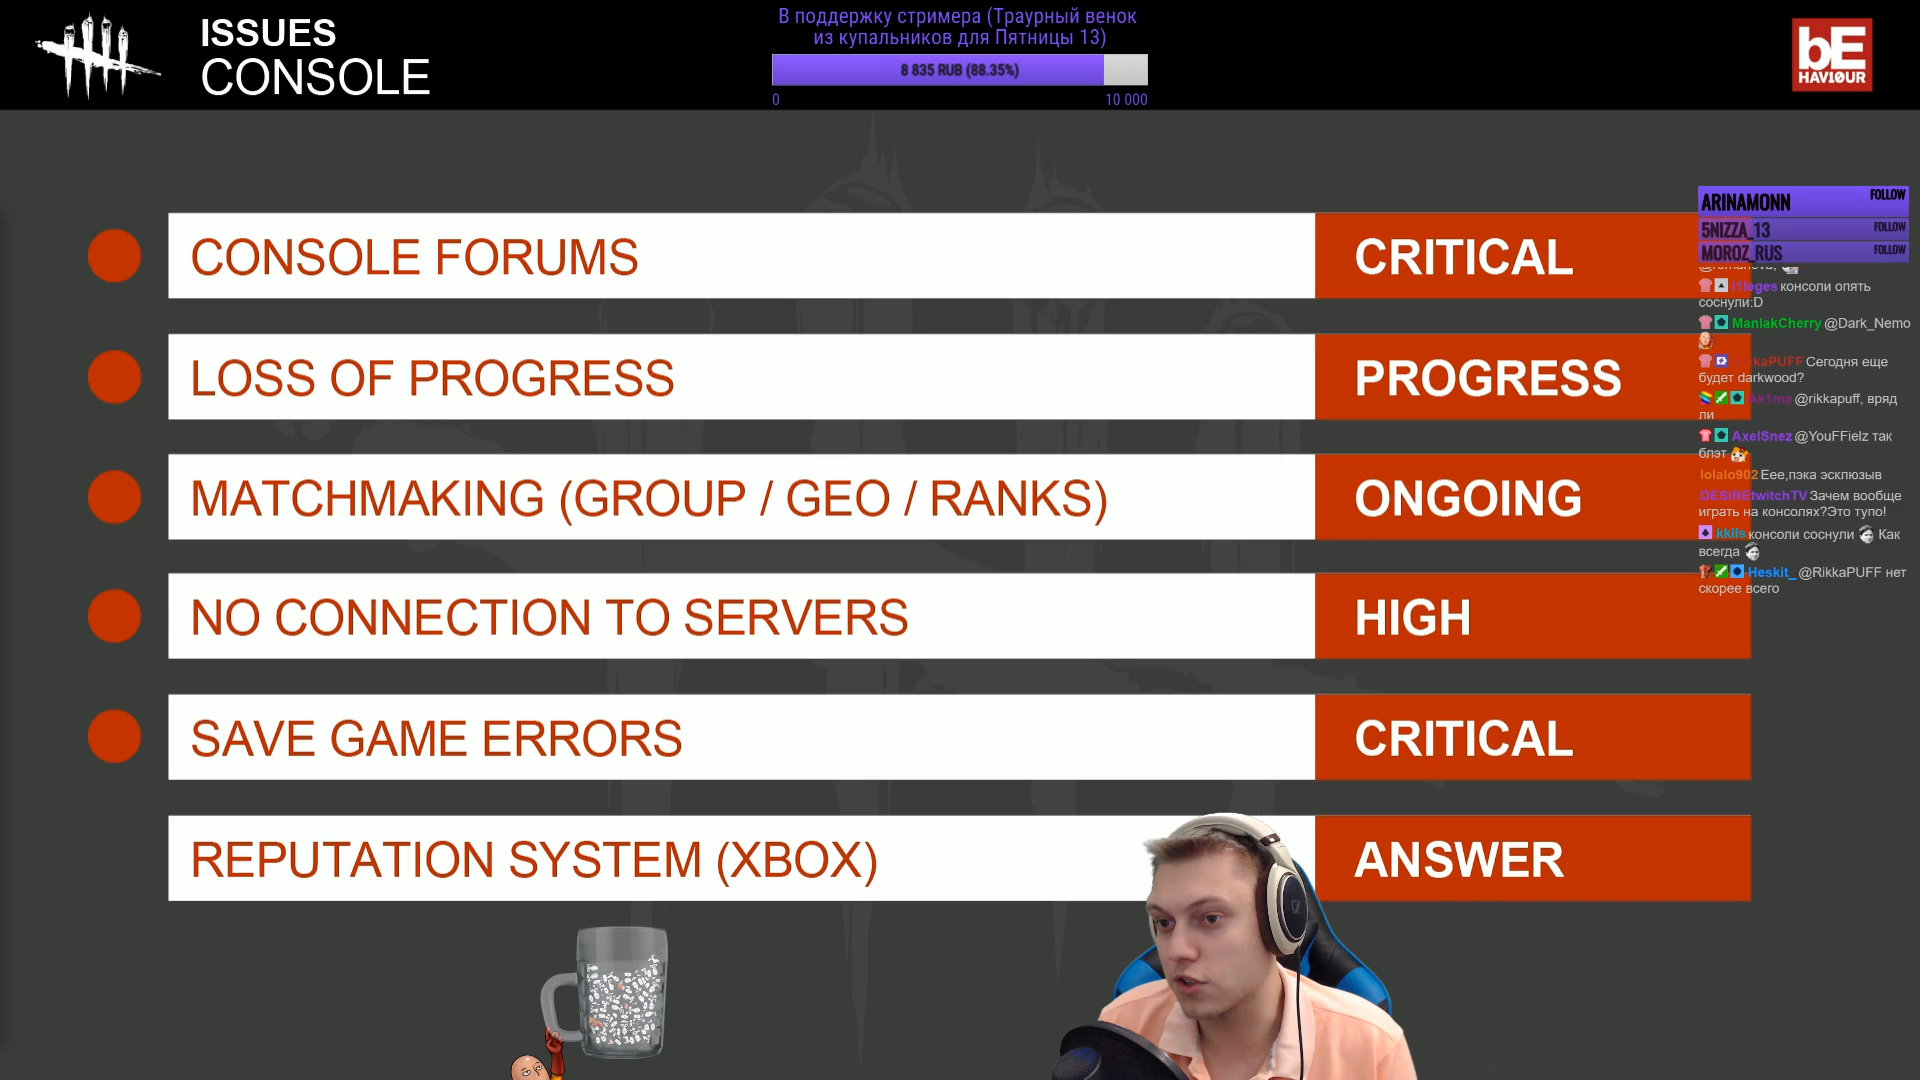 ISSUES
CONSOLE
В поддержку стримера (Траурный венок
из купальников для Пятницы 13)
8 835 RUB (88.35%)
0
10 000
bE
HAVIOUR
CONSOLE FORUMS
CRITICAL
LOSS OF PROGRESS
PROGRESS
MATCHMAKING (GROUP / GEO / RANKS)
ONGOING
NO CONNECTION TO SERVERS
HIGH
SAVE GAME ERRORS
CRITICAL
REPUTATION SYSTEM (XBOX)
ANSWER
ARINAMONN FOLLOW
5NIZZA_13 FOLLOW
MOROZ_RUS FOLLOW
консоли опять
соснули:D
ManiakCherry @Dark_Nemo
Сегодня еще
будет darkwood?
@rikkapuff, вряд
ли
AxelSnez @YouFFielz так
блэт
lolalo902 Еее,пэка эсклюзыв
DESIREtwitchTV Зачем вообще
играть на консолях?Это тупо!
kkiis консоли соснули Как
всегда
Heskit_ @RikkaPUFF нет
скорее всего